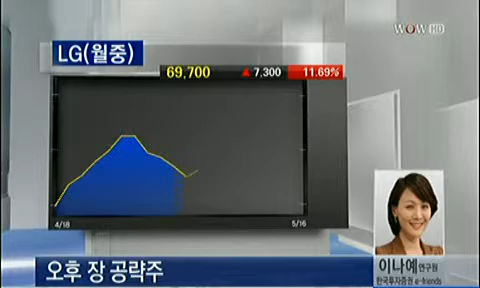 WOW HD
LG(월중)
69,700 ▲ 7,300 11.69%
4/18 5/16
이나예 연구원
한국투자증권 e-friends
오후 장 공략주